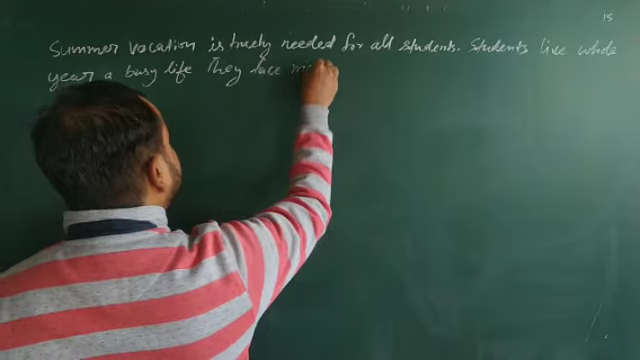 15
Summer vacation is truely needed for all students. Students live whole
year a busy life They face